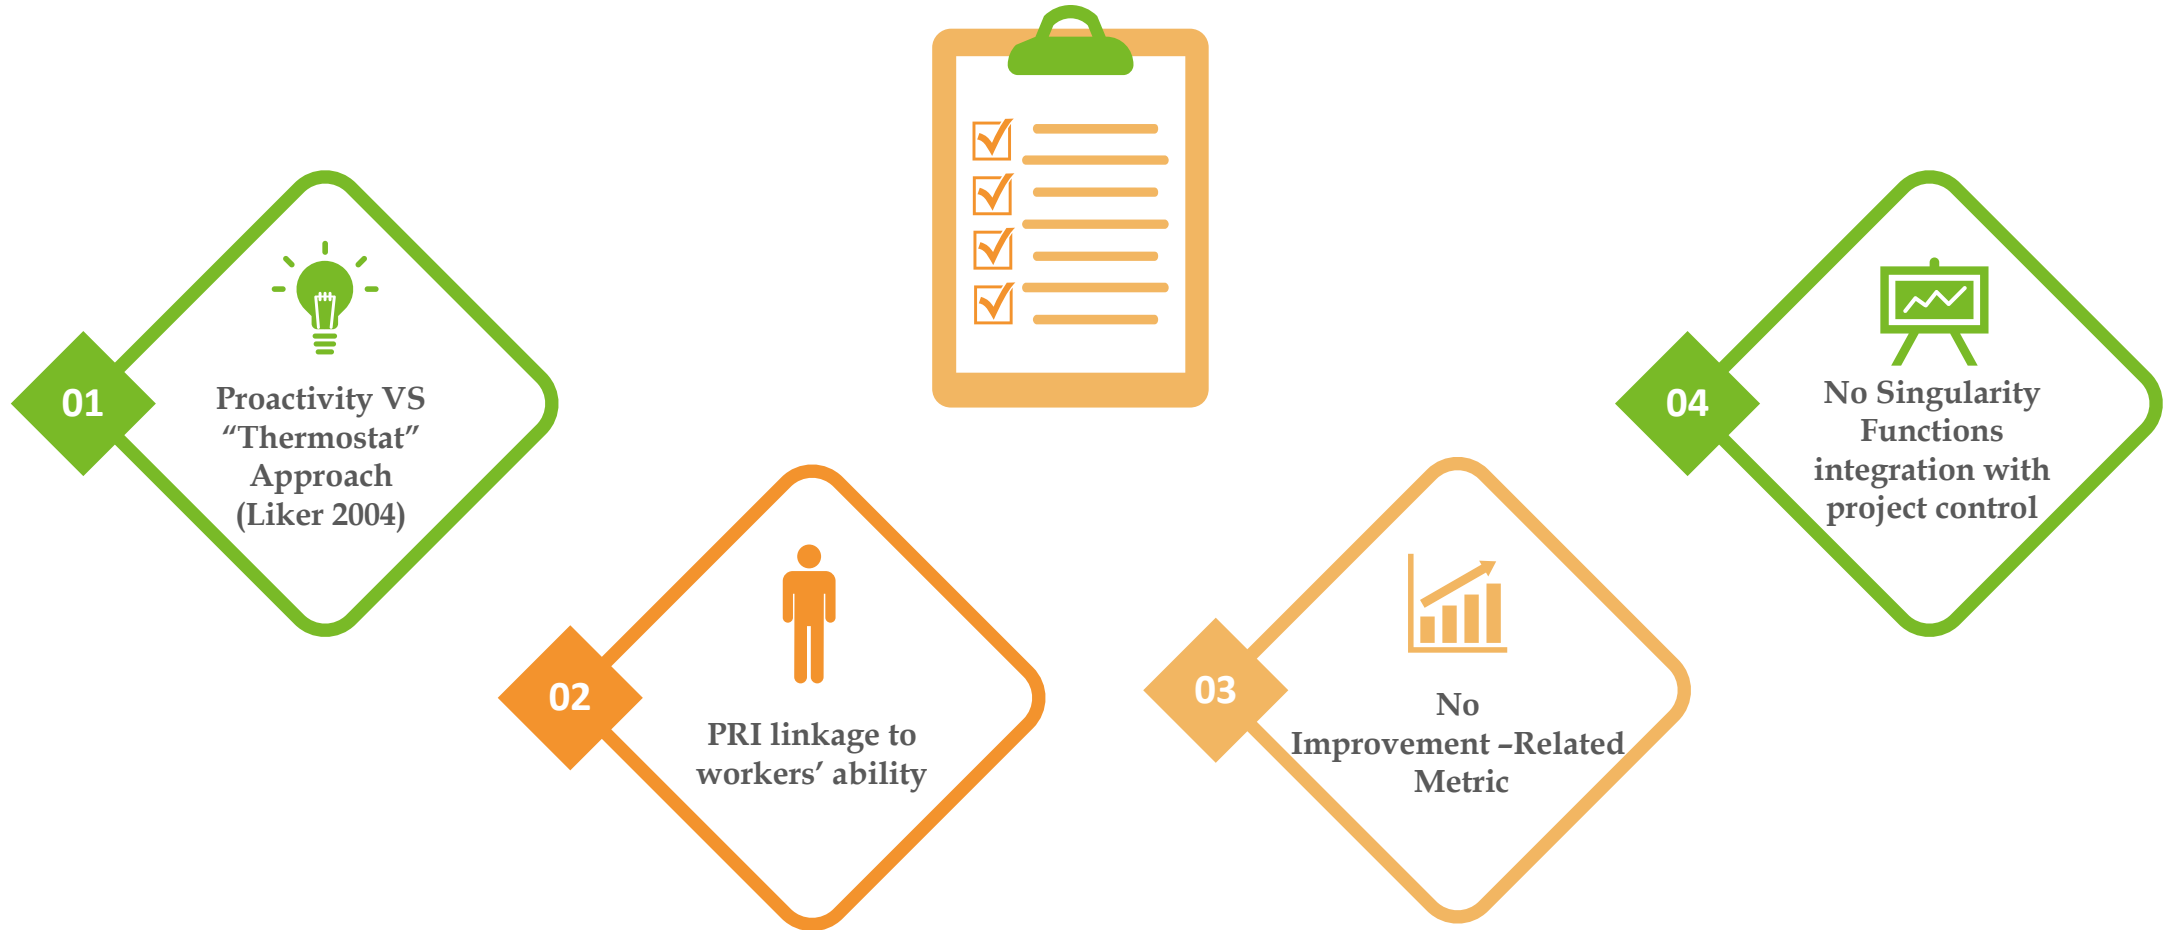 01
Proactivity VS
“Thermostat”
Approach
(Liker 2004)
02
PRI linkage to
workers’ ability
03
No
Improvement –Related
Metric
04
No Singularity
Functions
integration with
project control